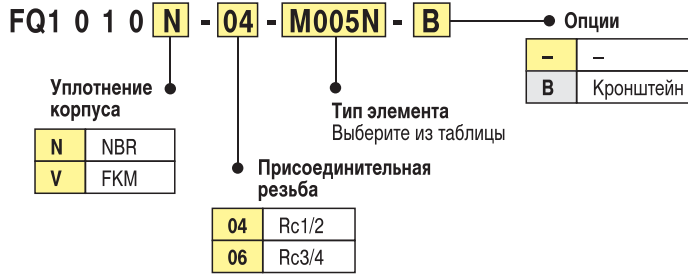 FQ1 0 1 0 N - 04 - M005N - B
Опции
– –
B Кронштейн
Уплотнение
корпуса
N NBR
V FKM
Тип элемента
Выберите из таблицы
Присоединительная
резьба
04 Rc1/2
06 Rc3/4